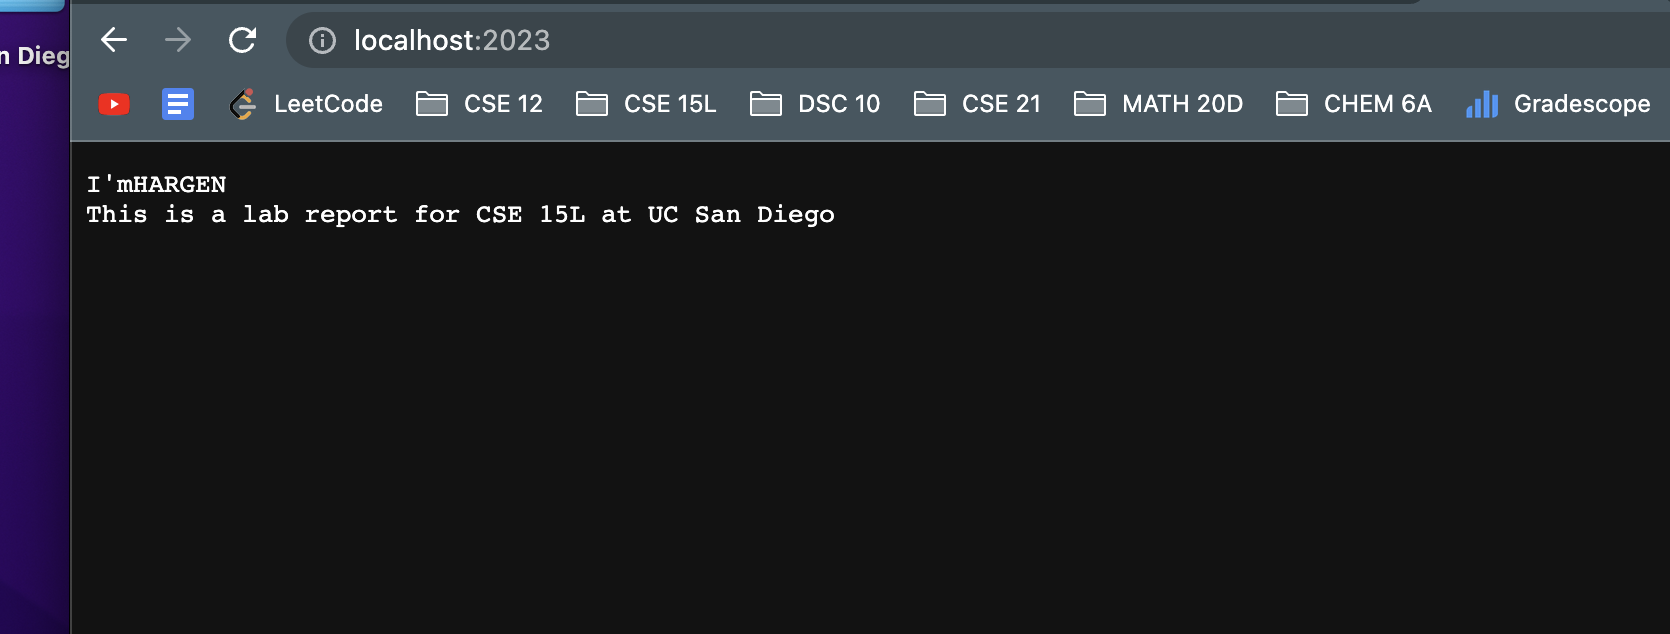 n Dieg
localhost:2023
LeetCode CSE 12 CSE 15L DSC 10 CSE 21 MATH 20D CHEM 6A Gradescope
I'mHARGEN
This is a lab report for CSE 15L at UC San Diego